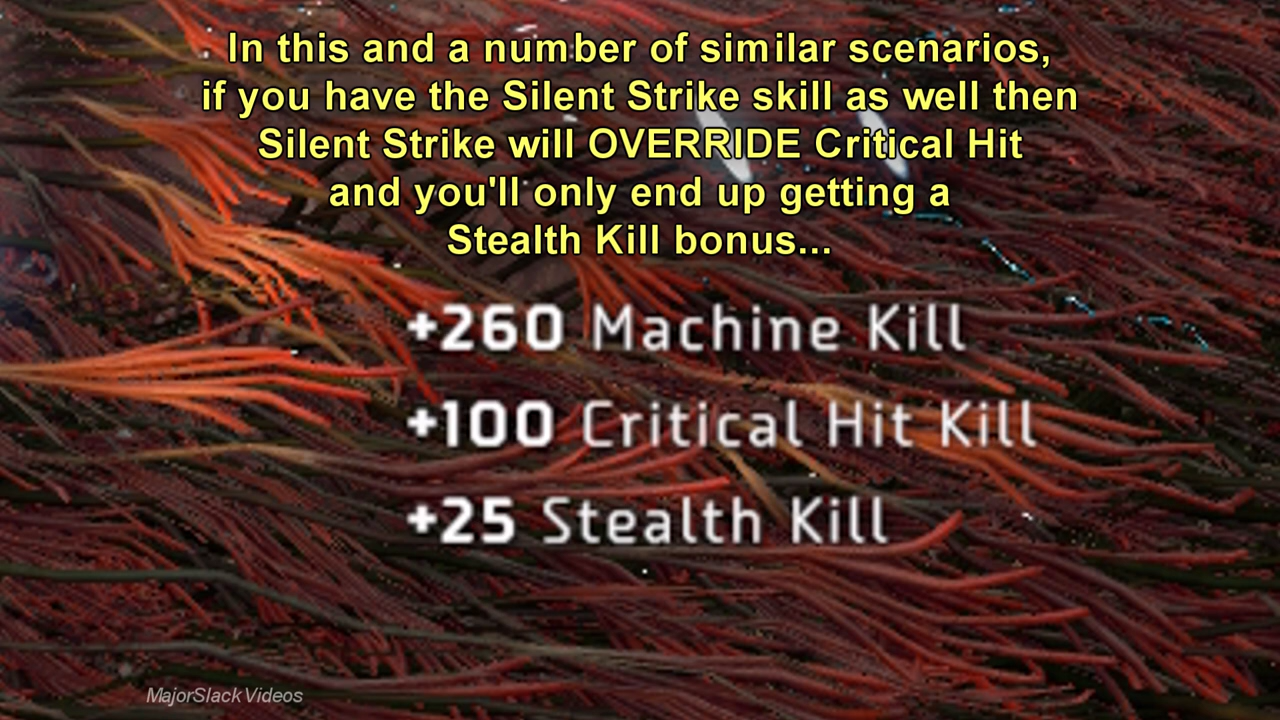 In this and a number of similar scenarios,
if you have the Silent Strike skill as well then
Silent Strike will OVERRIDE Critical Hit
and you'll only end up getting a
Stealth Kill bonus...
+260 Machine Kill
+100 Critical Hit Kill
+25 Stealth Kill
MajorSlackVideos